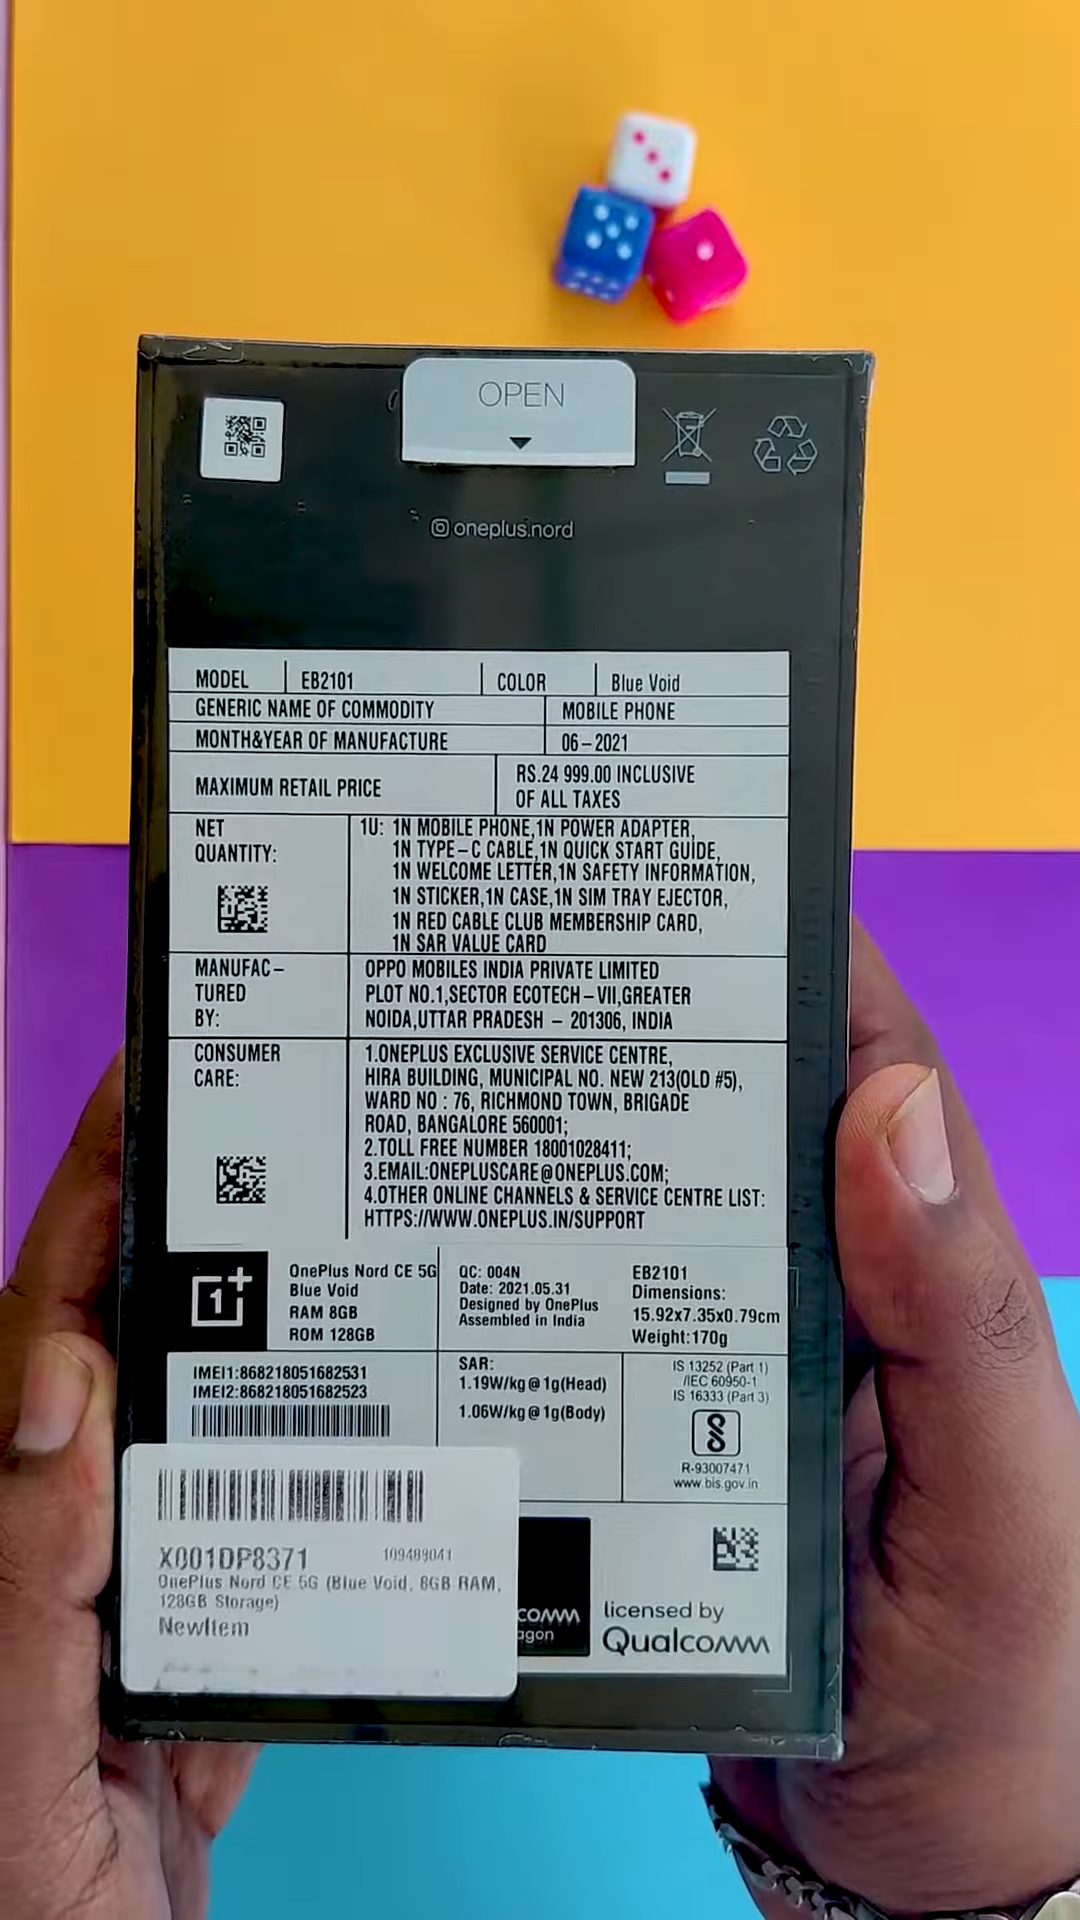 OPEN
oneplus.nord
MODEL EB2101 COLOR Blue Void
GENERIC NAME OF COMMODITY MOBILE PHONE
MONTH&YEAR OF MANUFACTURE 06-2021
MAXIMUM RETAIL PRICE RS.24 999.00 INCLUSIVE
OF ALL TAXES
NET
QUANTITY:
1U: 1N MOBILE PHONE,1N POWER ADAPTER,
1N TYPE-C CABLE,1N QUICK START GUIDE,
1N WELCOME LETTER,1N SAFETY INFORMATION,
1N STICKER,1N CASE,1N SIM TRAY EJECTOR,
1N RED CABLE CLUB MEMBERSHIP CARD,
1N SAR VALUE CARD
MANUFAC-
TURED
BY:
OPPO MOBILES INDIA PRIVATE LIMITED
PLOT NO.1,SECTOR ECOTECH-VII,GREATER
NOIDA,UTTAR PRADESH - 201306, INDIA
CONSUMER
CARE:
1.ONEPLUS EXCLUSIVE SERVICE CENTRE,
HIRA BUILDING, MUNICIPAL NO. NEW 213(OLD #5),
WARD NO : 76, RICHMOND TOWN, BRIGADE
ROAD, BANGALORE 560001;
2.TOLL FREE NUMBER 18001028411;
3.EMAIL:ONEPLUSCARE@ONEPLUS.COM;
4.OTHER ONLINE CHANNELS & SERVICE CENTRE LIST:
HTTPS://WWW.ONEPLUS.IN/SUPPORT
1+
OnePlus Nord CE 5G
Blue Void
RAM 8GB
ROM 128GB
QC: 004N
Date: 2021.05.31
Designed by OnePlus
Assembled in India
EB2101
Dimensions:
15.92x7.35x0.79cm
Weight:170g
IMEI1:868218051682531
IMEI2:868218051682523
SAR:
1.19W/kg@1g(Head)
1.06W/kg@1g(Body)
IS 13252 (Part 1)
/IEC 60950-1
IS 16333 (Part 3)
R-93007471
www.bis.gov.in
X001DP8371 109489041
OnePlus Nord CE 5G (Blue Void, 8GB RAM,
128GB Storage)
NewItem
comm
agon
licensed by
Qualcomm